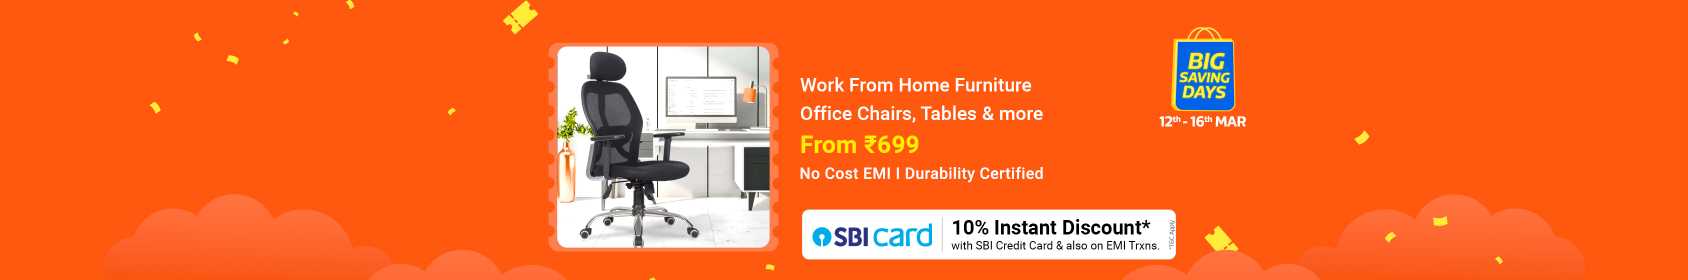 Work From Home Furniture
Office Chairs, Tables & more
From ₹699
No Cost EMI I Durability Certified
SBI card
10% Instant Discount*
with SBI Credit Card & also on EMI Trxns.
*T&C Apply
BIG
SAVING
DAYS
12th - 16th MAR